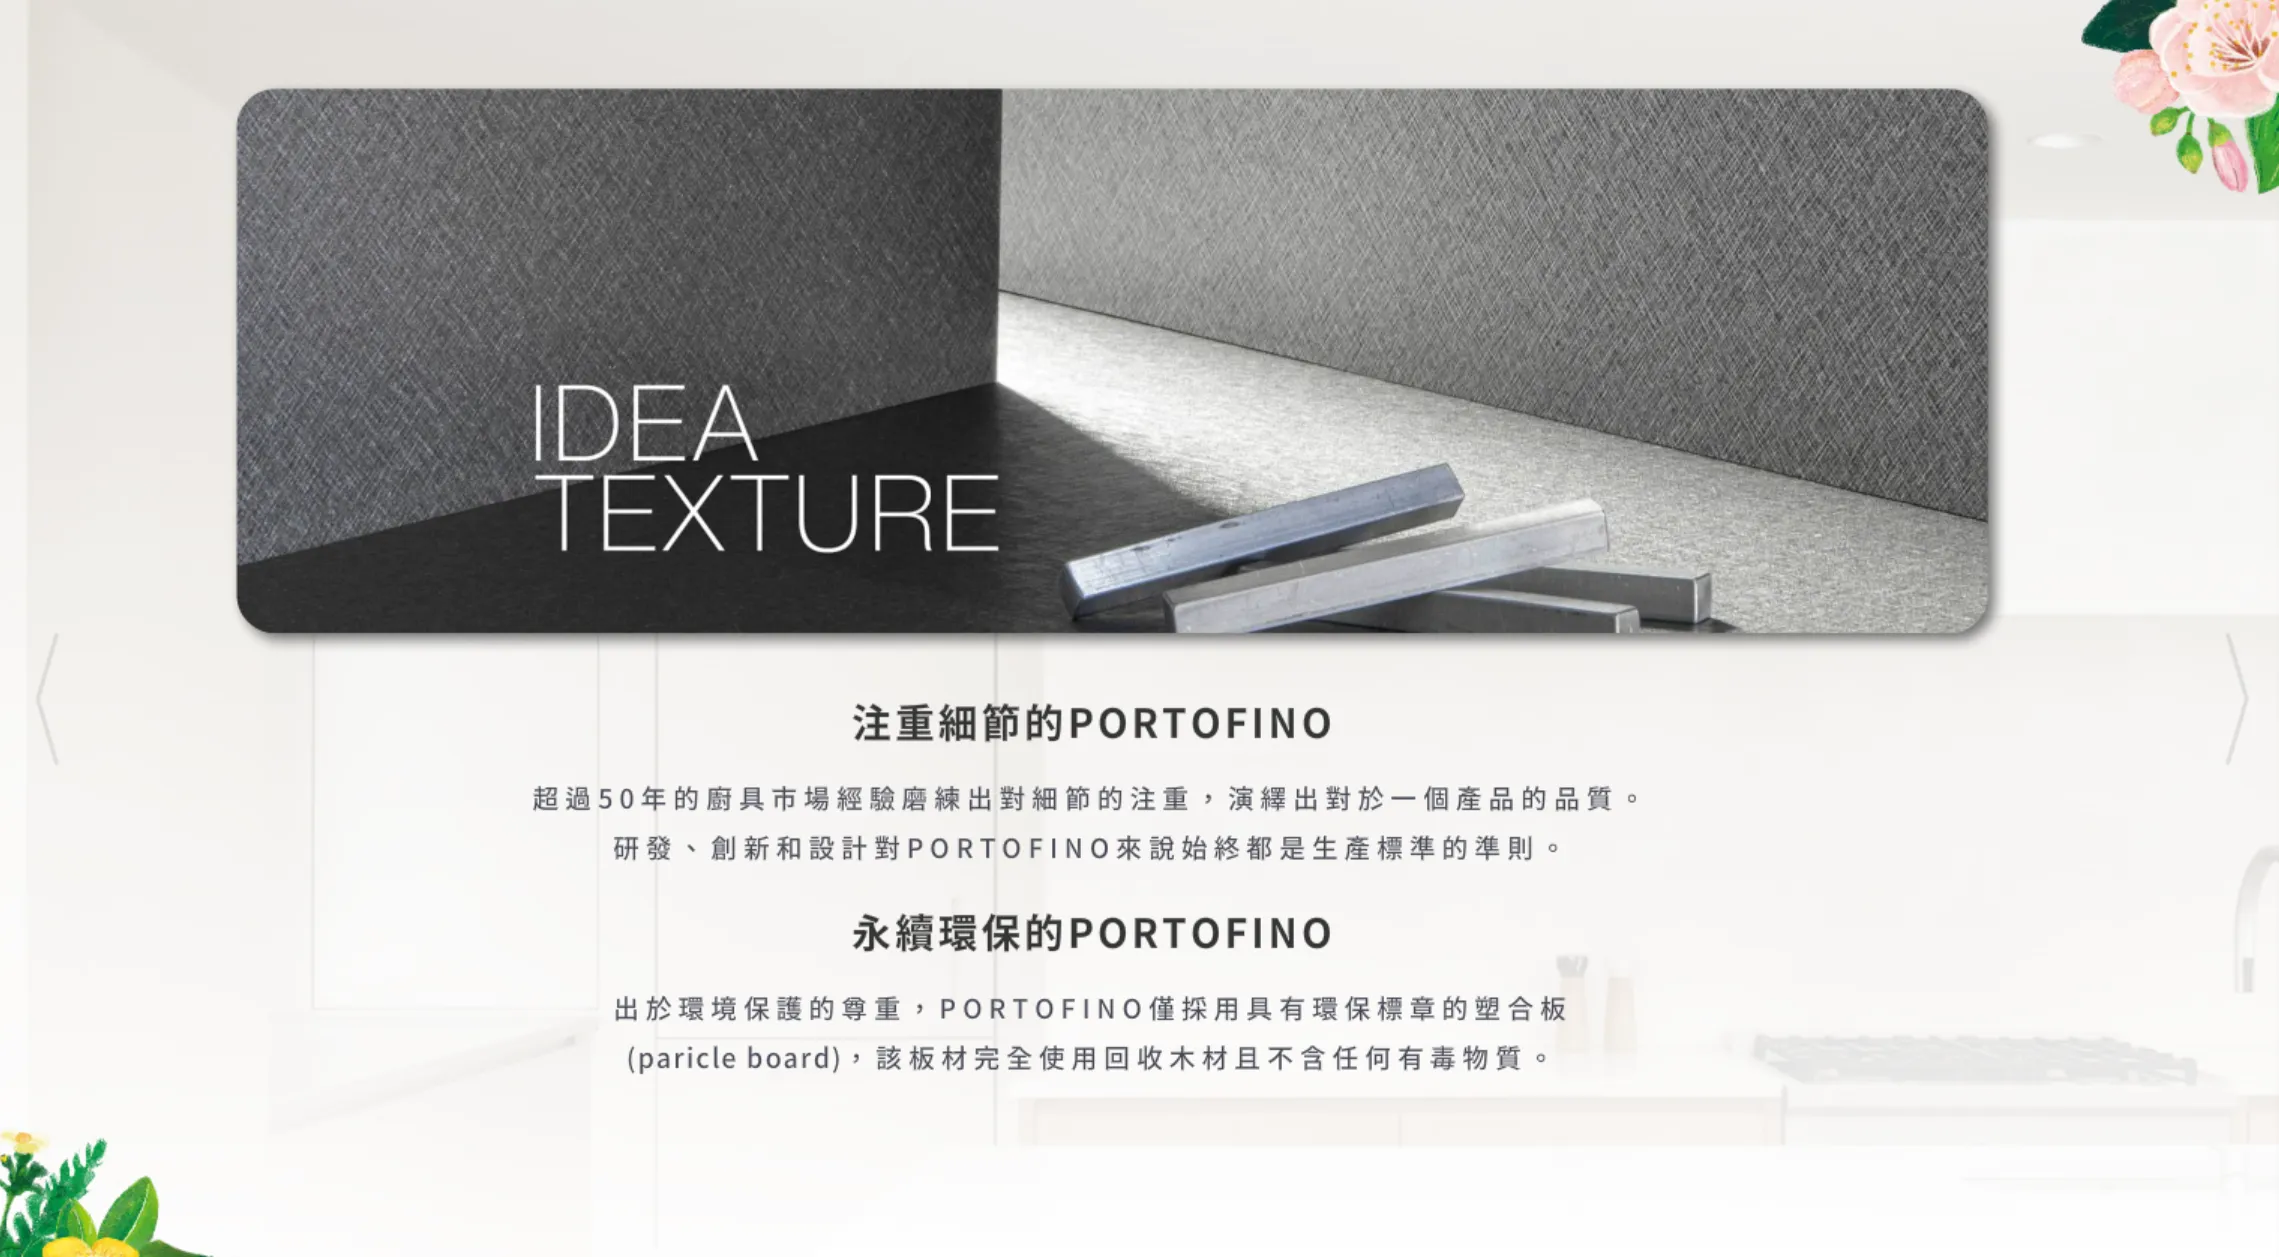 IDEA
TEXTURE
注重細節的PORTOFINO
超過50年的廚具市場經驗磨練出對細節的注重，演繹出對於一個產品的品質。
研發、創新和設計對PORTOFINO來說始終都是生產標準的準則。
永續環保的PORTOFINO
出於環境保護的尊重，PORTOFINO僅採用具有環保標章的塑合板
(paricle board)，該板材完全使用回收木材且不含任何有毒物質。